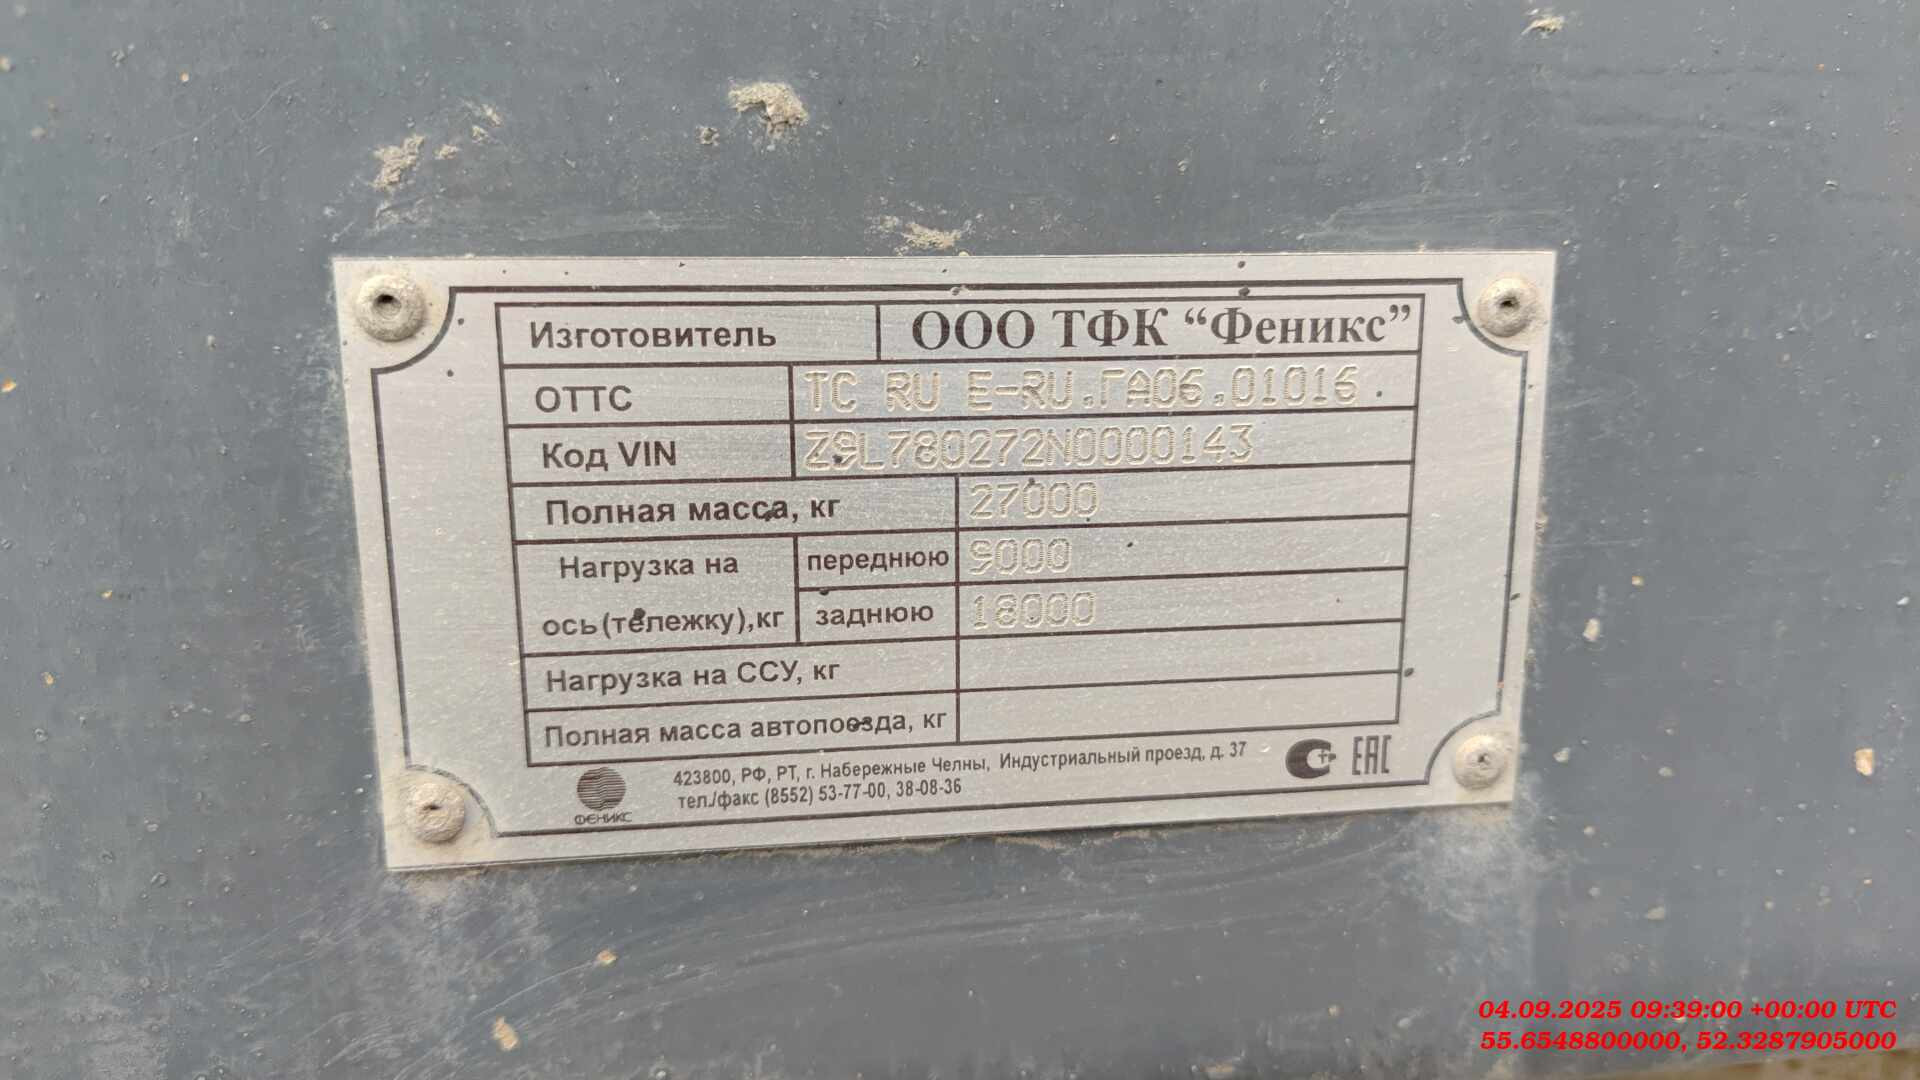 Изготовитель ООО ТФК “Феникс”
ОТТС ТС RU E-RU.ГА06.01016
Код VIN Z9L780272N0000143
Полная масса, кг 27000
Нагрузка на ось(тележку),кг переднюю 9000
заднюю 18000
Нагрузка на ССУ, кг
Полная масса автопоезда, кг
ФЕНИКС
423800, РФ, РТ, г. Набережные Челны, Индустриальный проезд, д. 37
тел./факс (8552) 53-77-00, 38-08-36
EAC
04.09.2025 09:39:00 +00:00 UTC
55.6548800000, 52.3287905000